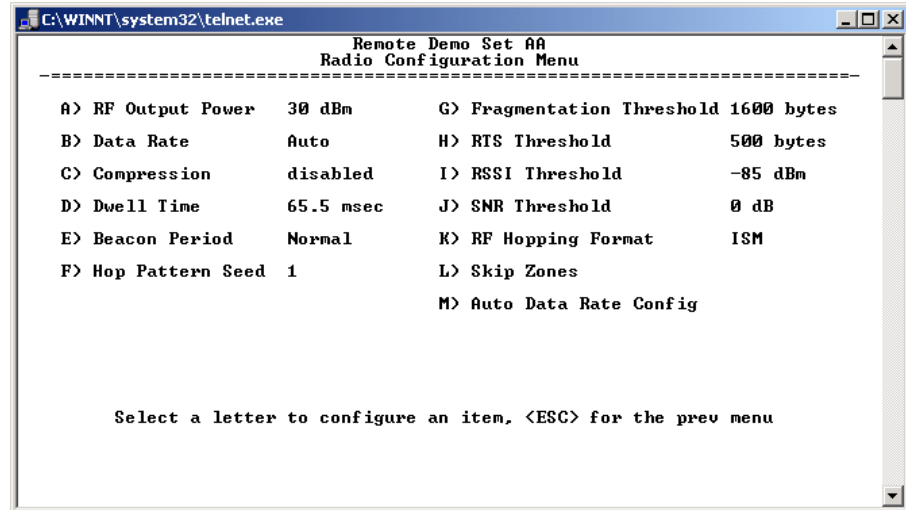 C:\WINNT\system32\telnet.exe
Remote Demo Set AA
Radio Configuration Menu
-==========================================================================-
A) RF Output Power 30 dBm G) Fragmentation Threshold 1600 bytes
B) Data Rate Auto H) RTS Threshold 500 bytes
C) Compression disabled I) RSSI Threshold -85 dBm
D) Dwell Time 65.5 msec J) SNR Threshold 0 dB
E) Beacon Period Normal K) RF Hopping Format ISM
F) Hop Pattern Seed 1 L) Skip Zones
M) Auto Data Rate Config
Select a letter to configure an item, <ESC> for the prev menu